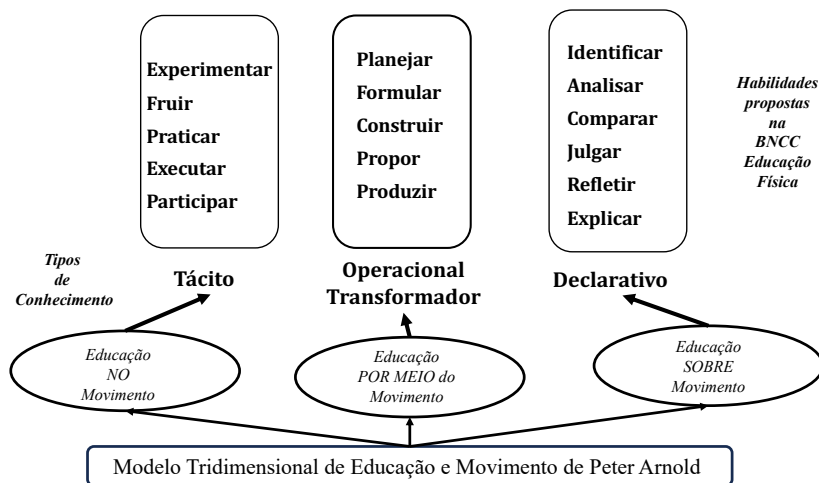 Experimentar
Fruir
Praticar
Executar
Participar
Planejar
Formular
Construir
Propor
Produzir
Identificar
Analisar
Comparar
Julgar
Refletir
Explicar
Habilidades
propostas
na
BNCC
Educação
Física
Tipos
de
Conhecimento
Tácito
Operacional
Transformador
Declarativo
Educação
NO
Movimento
Educação
POR MEIO do
Movimento
Educação
SOBRE
Movimento
Modelo Tridimensional de Educação e Movimento de Peter Arnold